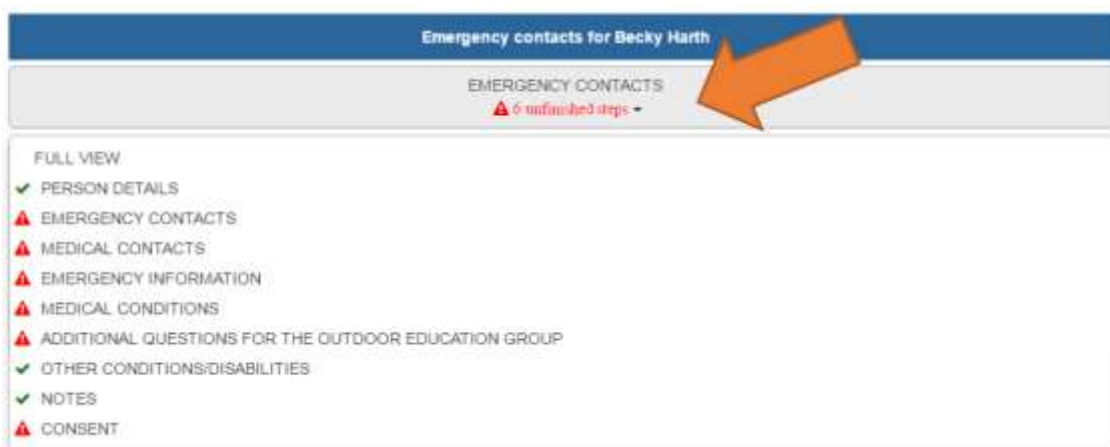 Emergency contacts for Becky Harth
EMERGENCY CONTACTS
6 unfinished steps
FULL VIEW
PERSON DETAILS
EMERGENCY CONTACTS
MEDICAL CONTACTS
EMERGENCY INFORMATION
MEDICAL CONDITIONS
ADDITIONAL QUESTIONS FOR THE OUTDOOR EDUCATION GROUP
OTHER CONDITIONS/DISABILITIES
NOTES
CONSENT